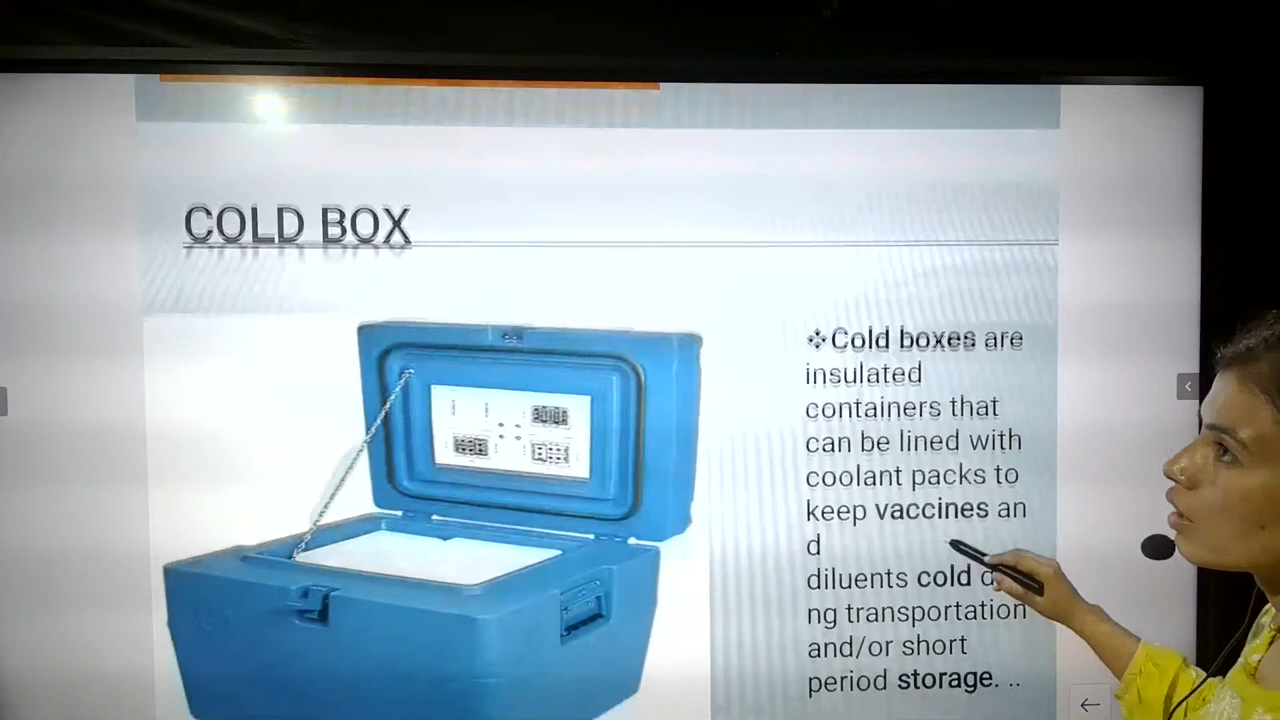 COLD BOX
❖Cold boxes are
insulated
containers that
can be lined with
coolant packs to
keep vaccines an
d
diluents cold d
ng transportation
and/or short
period storage. ..